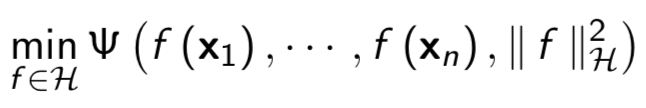 min f∈ℋ Ψ ( f (x₁) , ⋯ , f (xₙ) , ‖ f ‖²_ℋ )